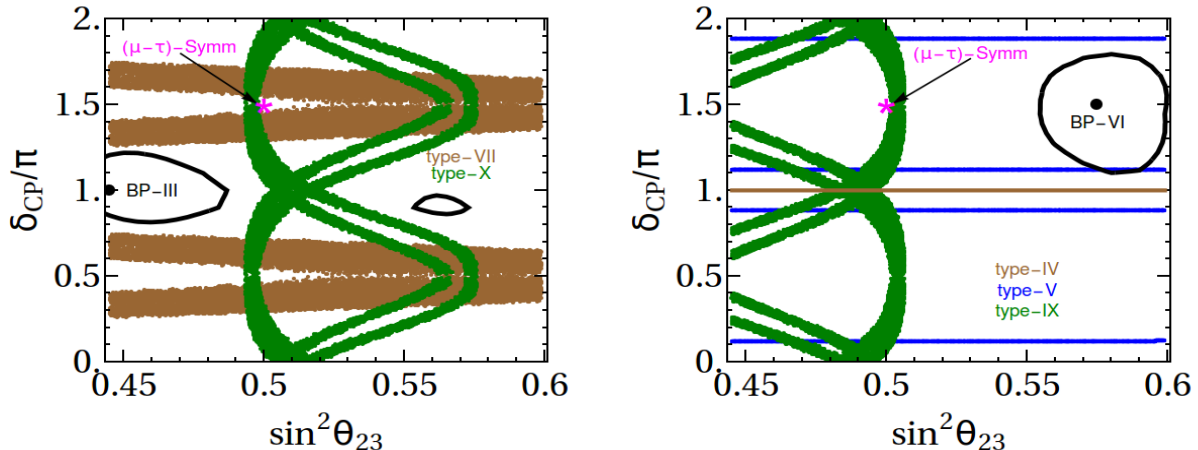 2.
1.5
1.
0.5
0.
δCP/π
(μ−τ)−Symm
type−VII
type−X
BP−III
0.45
0.5
0.55
0.6
sin²θ23
2.
1.5
1.
0.5
0.
δCP/π
(μ−τ)−Symm
BP−VI
type−IV
type−V
type−IX
0.45
0.5
0.55
0.6
sin²θ23